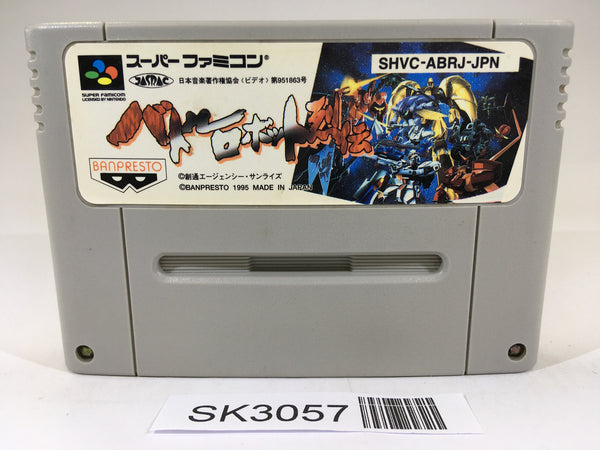 スーパーファミコン®
SHVC-ABRJ-JPN
JASRAC
日本音楽著作権協会(ビデオ)第951863号
SUPER FAMICOM
LICENSED BY NINTENDO
バトルロボット烈伝
BANPRESTO
©創通エージェンシー・サンライズ
©BANPRESTO 1995 MADE IN JAPAN
SK3057